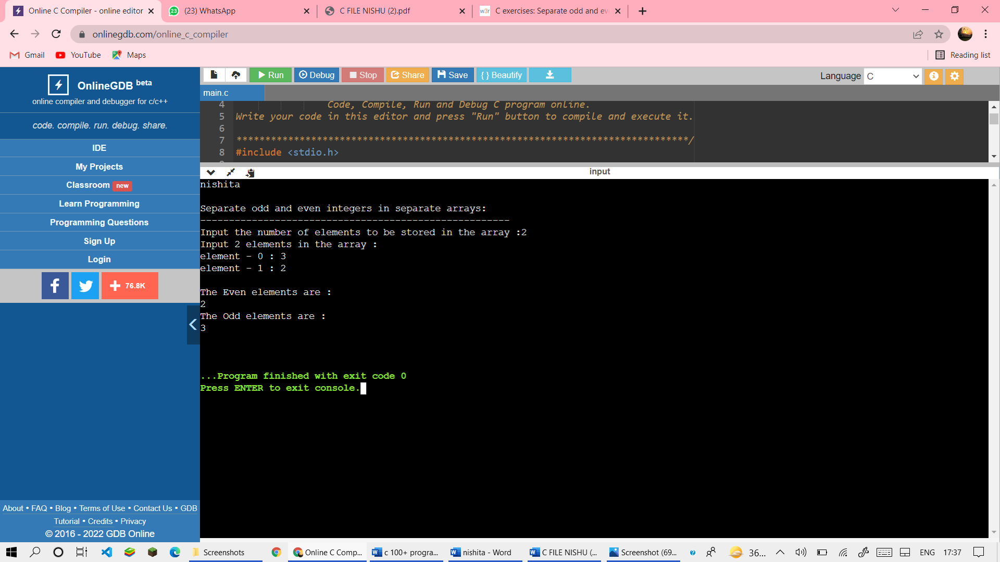 Online C Compiler - online editor
(23) WhatsApp
C FILE NISHU (2).pdf
C exercises: Separate odd and ev
onlinegdb.com/online_c_compiler
Gmail YouTube Maps
Reading list
OnlineGDB beta
online compiler and debugger for c/c++
code. compile. run. debug. share.
IDE
My Projects
Classroom new
Learn Programming
Programming Questions
Sign Up
Login
76.8K
About • FAQ • Blog • Terms of Use • Contact Us • GDB
Tutorial • Credits • Privacy
© 2016 - 2022 GDB Online
Run Debug Stop Share Save { } Beautify
Language C
main.c
4 Code, Compile, Run and Debug C program online.
5 Write your code in this editor and press "Run" button to compile and execute it.
6
7 *******************************************************************************/
8 #include <stdio.h>
input
nishita
Separate odd and even integers in separate arrays:
------------------------------------------------------
Input the number of elements to be stored in the array :2
Input 2 elements in the array :
element - 0 : 3
element - 1 : 2
The Even elements are :
2
The Odd elements are :
3
...Program finished with exit code 0
Press ENTER to exit console.
Screenshots
Online C Comp...
c 100+ progra...
nishita - Word
C FILE NISHU (...
Screenshot (69...
36...
ENG
17:37